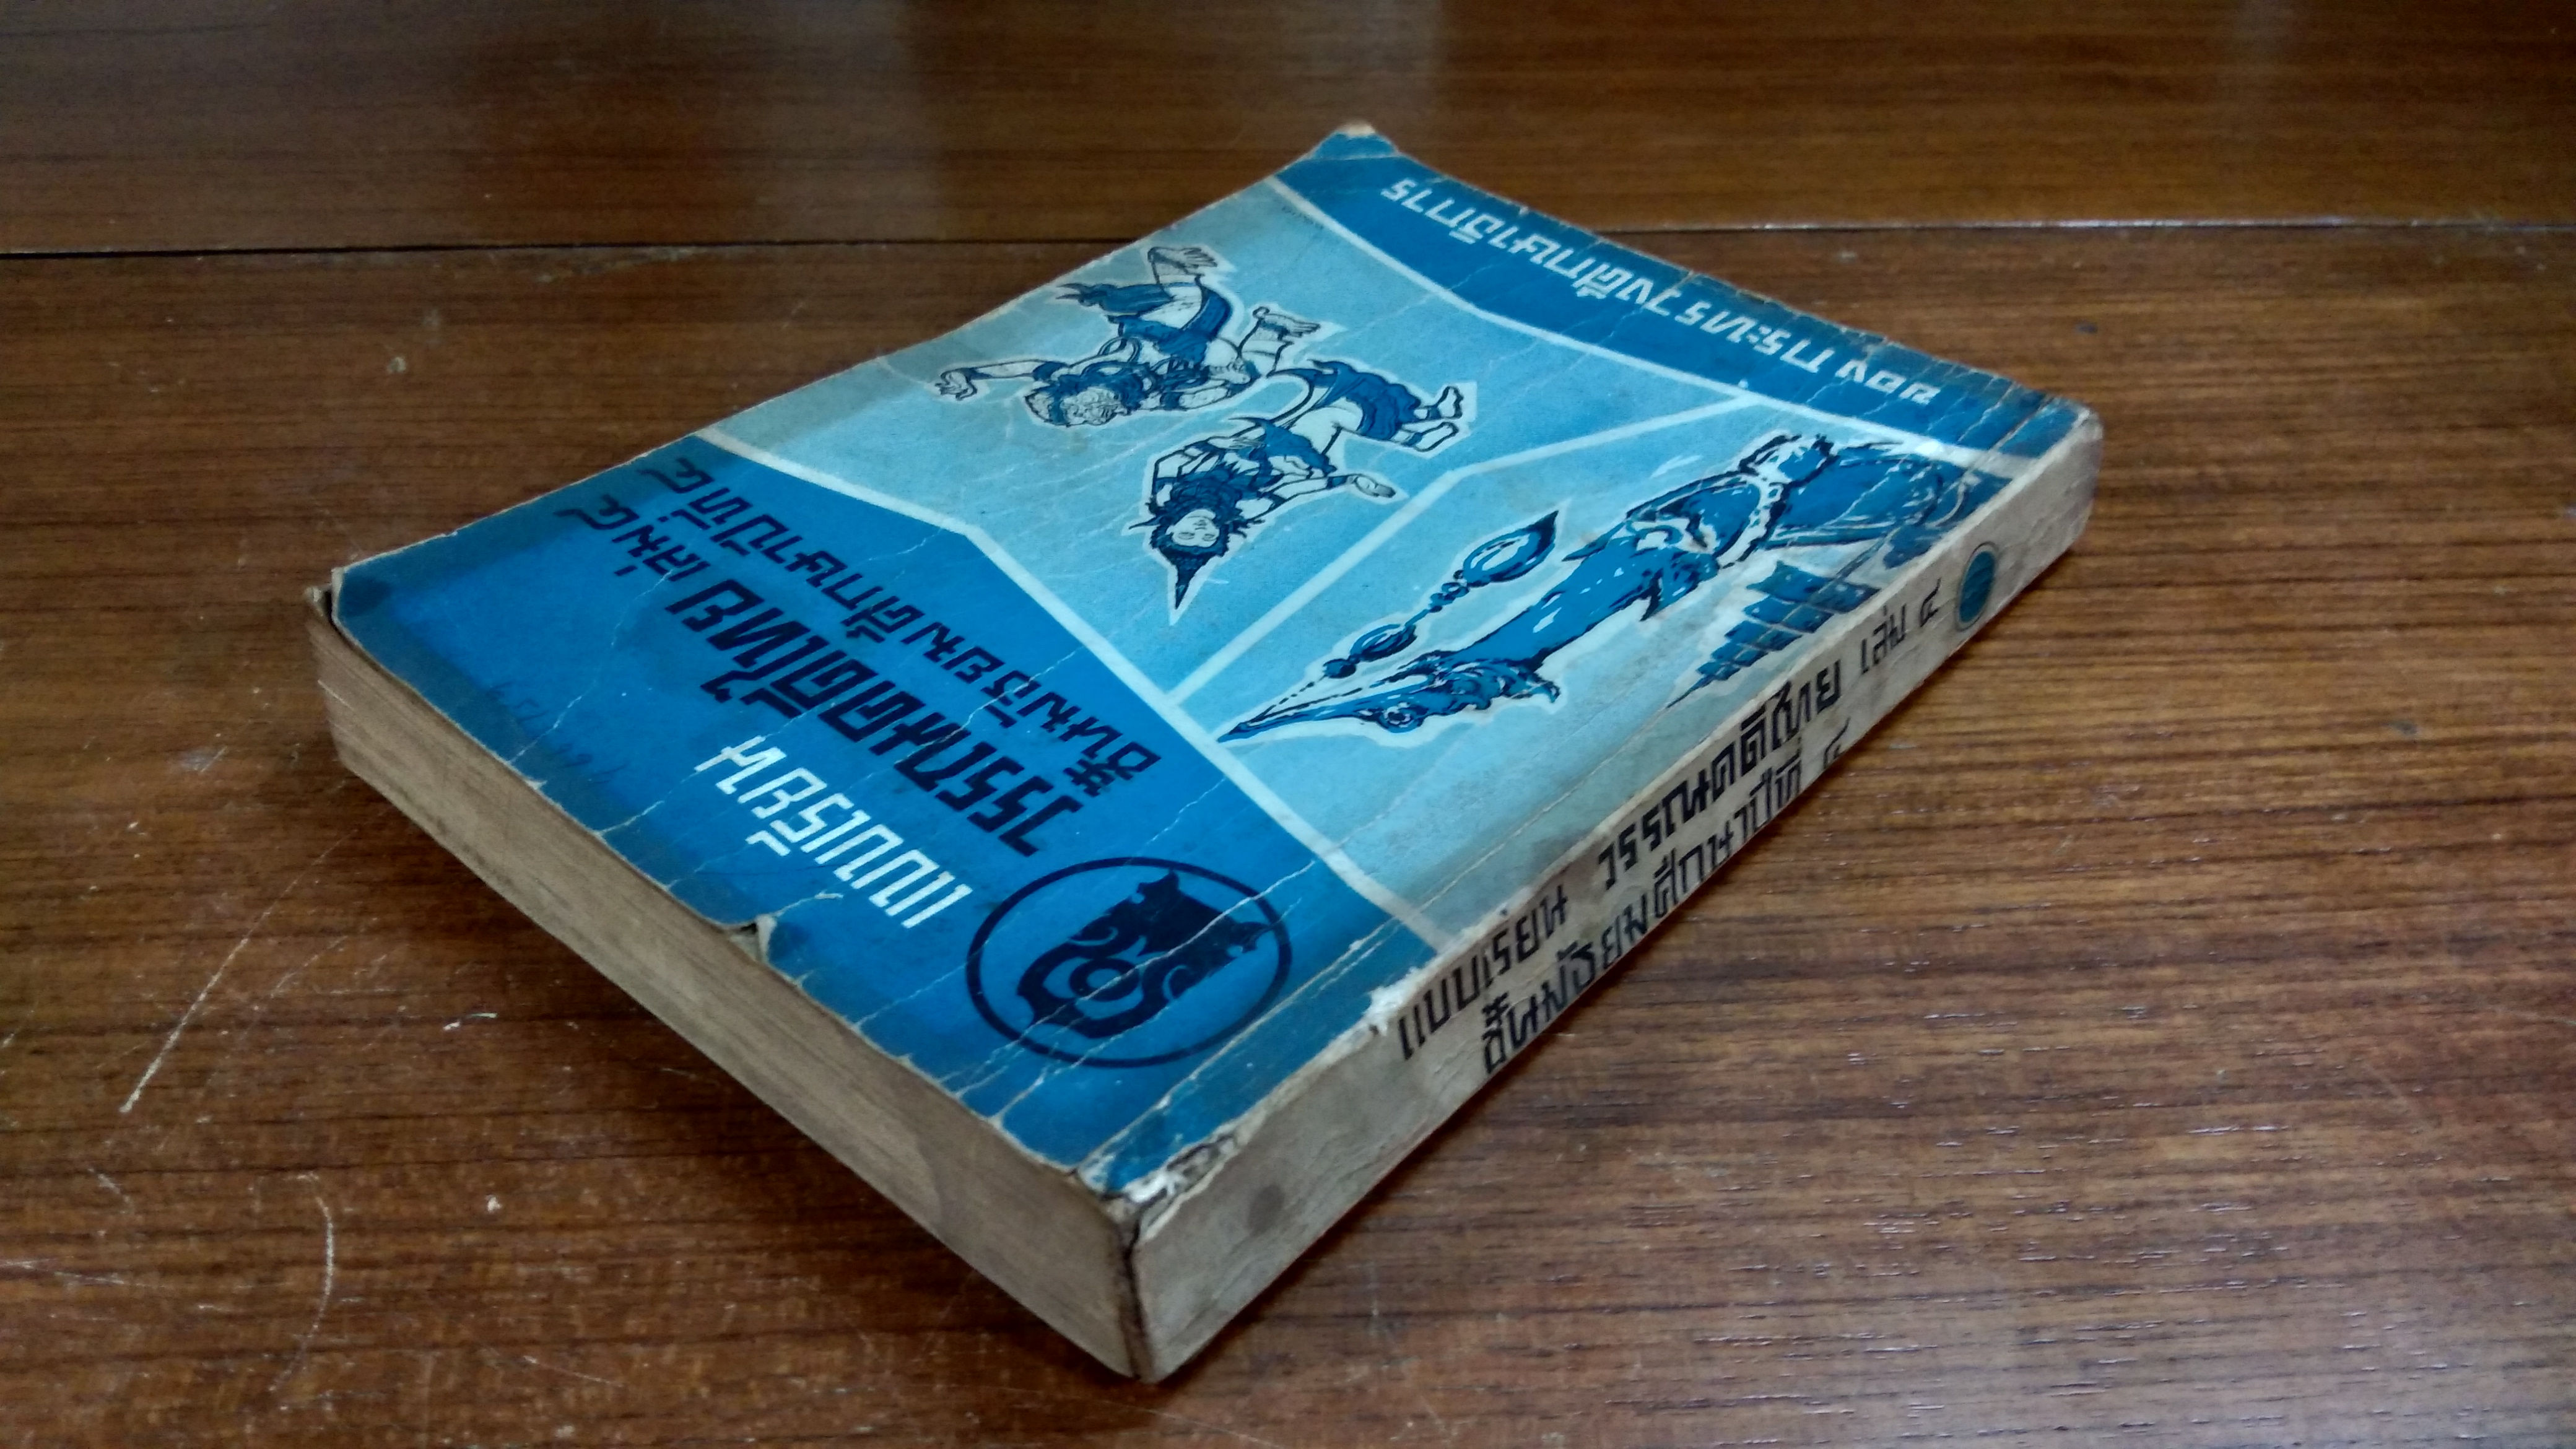 แบบเรียน
วรรณคดีไทย เล่ม ๔
ชั้นมัธยมศึกษาปีที่ ๔
ของ กระทรวงศึกษาธิการ
แบบเรียน วรรณคดีไทย เล่ม ๔
ชั้นมัธยมศึกษาปีที่ ๔